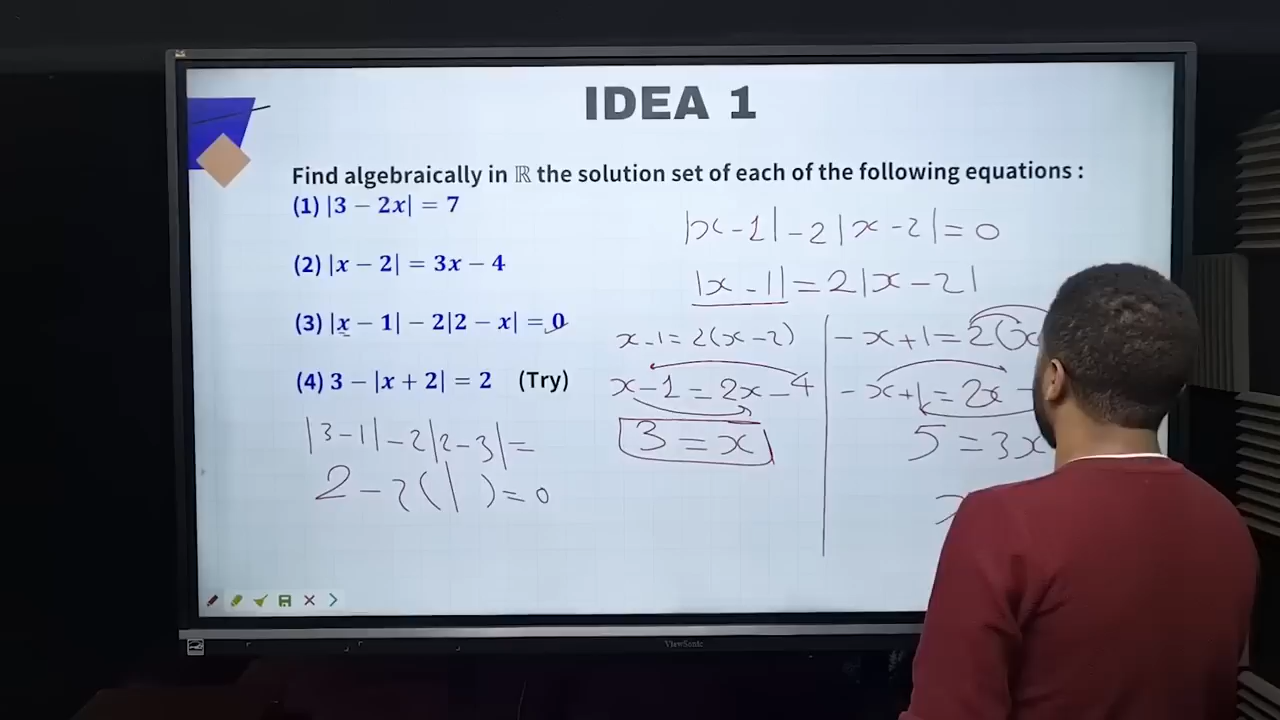 IDEA 1
Find algebraically in ℝ the solution set of each of the following equations :
(1) |3 − 2x| = 7
(2) |x − 2| = 3x − 4
(3) |x − 1| − 2|2 − x| = 0
(4) 3 − |x + 2| = 2 (Try)
|3-1|-2|2-3|=
2-2(1)=0
|x-1|-2|x-2|=0
|x-1|=2|x-2|
x-1=2(x-2)
x-1=2x-4
3=x
-x+1=2(x
-x+1=2x-
5=3x
ViewSonic